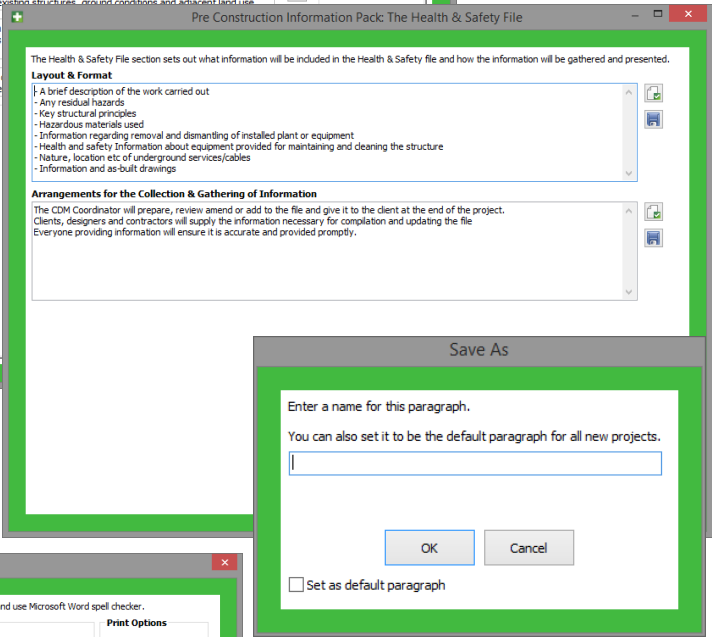 existing structures, ground conditions and adjacent land use
Pre Construction Information Pack: The Health & Safety File
The Health & Safety File section sets out what information will be included in the Health & Safety file and how the information will be gathered and presented.
Layout & Format
- A brief description of the work carried out
- Any residual hazards
- Key structural principles
- Hazardous materials used
- Information regarding removal and dismantling of installed plant or equipment
- Health and safety Information about equipment provided for maintaining and cleaning the structure
- Nature, location etc of underground services/cables
- Information and as-built drawings
Arrangements for the Collection & Gathering of Information
The CDM Coordinator will prepare, review amend or add to the file and give it to the client at the end of the project.
Clients, designers and contractors will supply the information necessary for compilation and updating the file
Everyone providing information will ensure it is accurate and provided promptly.
Save As
Enter a name for this paragraph.
You can also set it to be the default paragraph for all new projects.
OK Cancel
Set as default paragraph
nd use Microsoft Word spell checker.
Print Options